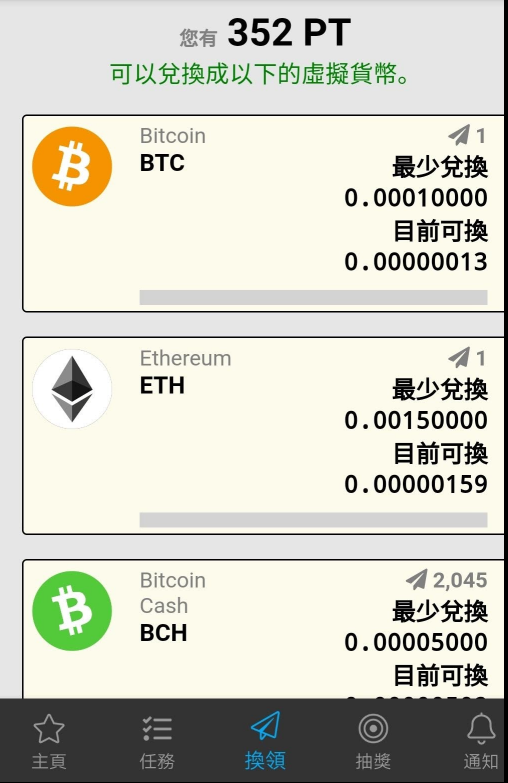 您有 352 PT
可以兌換成以下的虛擬貨幣。
Bitcoin 1
BTC
最少兌換
0.00010000
目前可換
0.00000013
Ethereum 1
ETH
最少兌換
0.00150000
目前可換
0.00000159
Bitcoin 2,045
Cash
BCH
最少兌換
0.00005000
目前可換
主頁 任務 換領 抽獎 通知